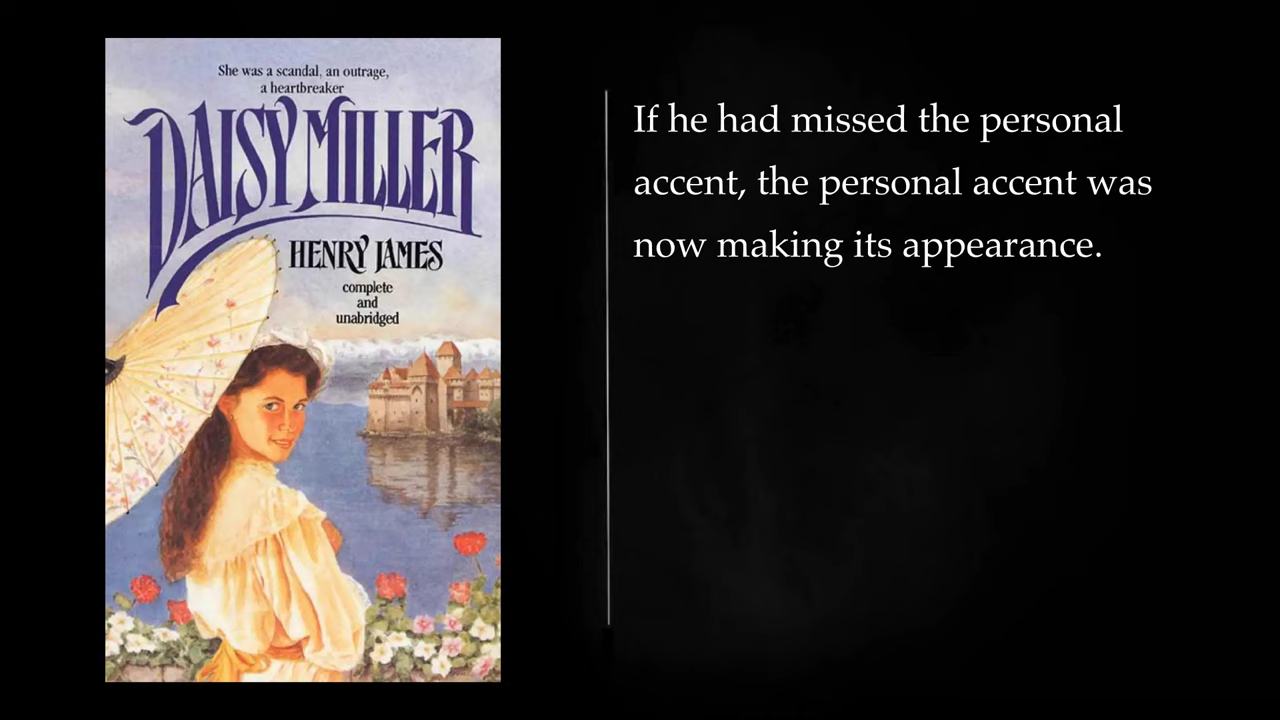 She was a scandal, an outrage,
a heartbreaker
DAISY MILLER
HENRY JAMES
complete
and
unabridged
If he had missed the personal
accent, the personal accent was
now making its appearance.